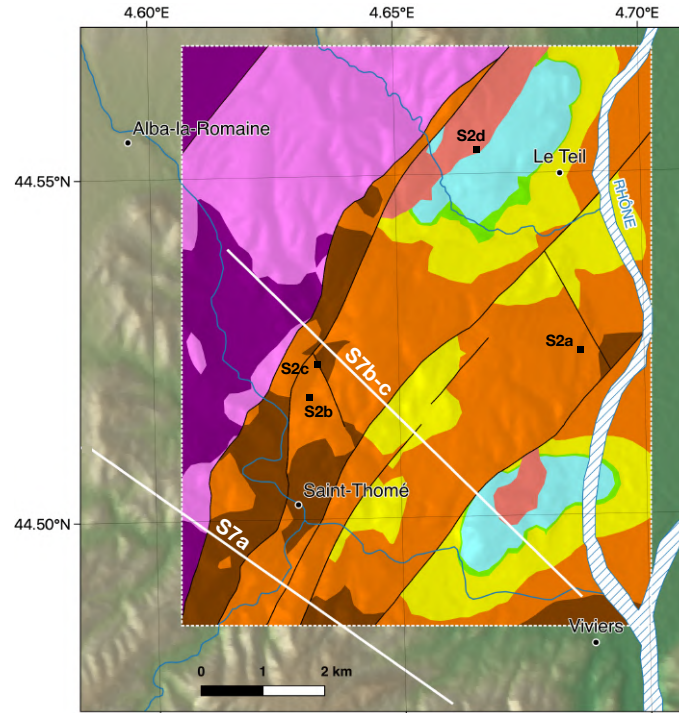 4.60°E
4.65°E
4.70°E
Alba-la-Romaine
S2d
Le Teil
44.55°N
RHÔNE
S2a
S2c
S7b-c
S2b
Saint-Thomé
44.50°N
S7a
Viviers
0 1 2 km